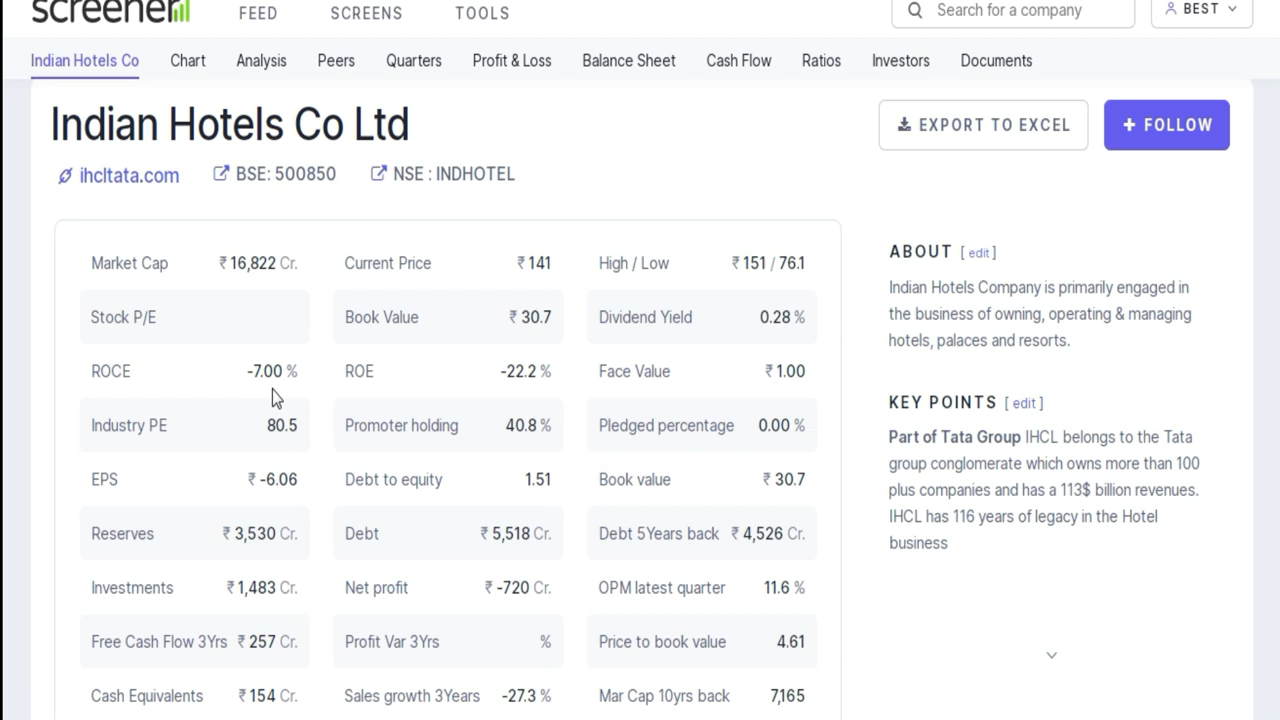 screener
FEED SCREENS TOOLS
Search for a company
BEST
Indian Hotels Co Chart Analysis Peers Quarters Profit & Loss Balance Sheet Cash Flow Ratios Investors Documents
Indian Hotels Co Ltd
EXPORT TO EXCEL
+ FOLLOW
ihcltata.com BSE: 500850 NSE : INDHOTEL
Market Cap ₹ 16,822 Cr. Current Price ₹ 141 High / Low ₹ 151 / 76.1
Stock P/E Book Value ₹ 30.7 Dividend Yield 0.28 %
ROCE -7.00 % ROE -22.2 % Face Value ₹ 1.00
Industry PE 80.5 Promoter holding 40.8 % Pledged percentage 0.00 %
EPS ₹ -6.06 Debt to equity 1.51 Book value ₹ 30.7
Reserves ₹ 3,530 Cr. Debt ₹ 5,518 Cr. Debt 5Years back ₹ 4,526 Cr.
Investments ₹ 1,483 Cr. Net profit ₹ -720 Cr. OPM latest quarter 11.6 %
Free Cash Flow 3Yrs ₹ 257 Cr. Profit Var 3Yrs % Price to book value 4.61
Cash Equivalents ₹ 154 Cr. Sales growth 3Years -27.3 % Mar Cap 10yrs back 7,165
ABOUT [ edit ]
Indian Hotels Company is primarily engaged in
the business of owning, operating & managing
hotels, palaces and resorts.
KEY POINTS [ edit ]
Part of Tata Group IHCL belongs to the Tata
group conglomerate which owns more than 100
plus companies and has a 113$ billion revenues.
IHCL has 116 years of legacy in the Hotel
business